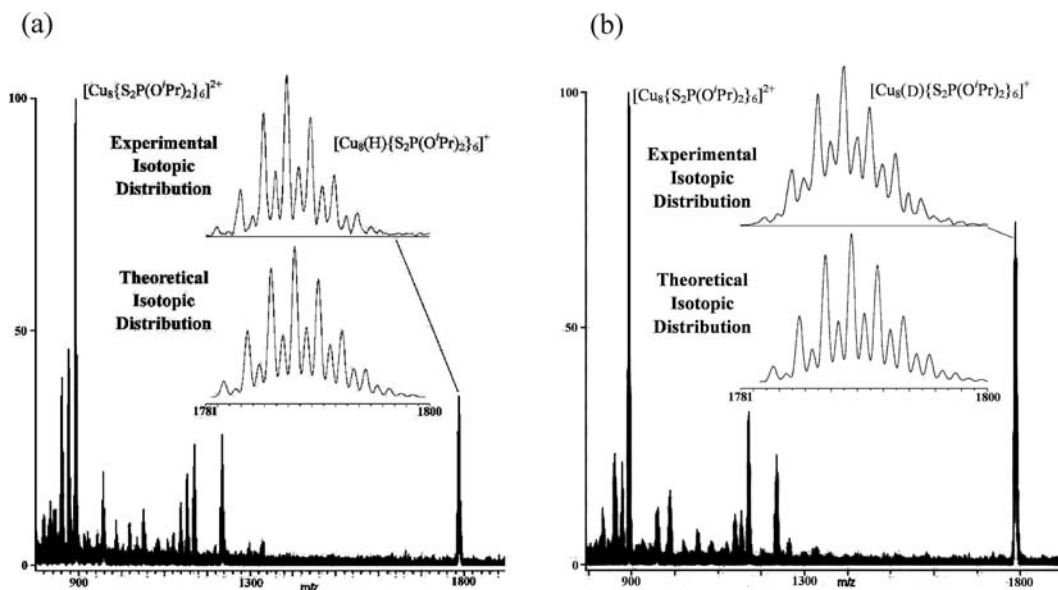 (a)
[Cu₈{S₂P(OⁱPr)₂}₆]²⁺
100
Experimental
Isotopic
Distribution
[Cu₈(H){S₂P(OⁱPr)₂}₆]⁺
Theoretical
Isotopic
Distribution
50
1781
1800
0
900
1300
m/z
1800
(b)
[Cu₈{S₂P(OⁱPr)₂}₆]²⁺
[Cu₈(D){S₂P(OⁱPr)₂}₆]⁺
100
Experimental
Isotopic
Distribution
Theoretical
Isotopic
Distribution
50
1781
1800
0
900
1300
m/z
1800